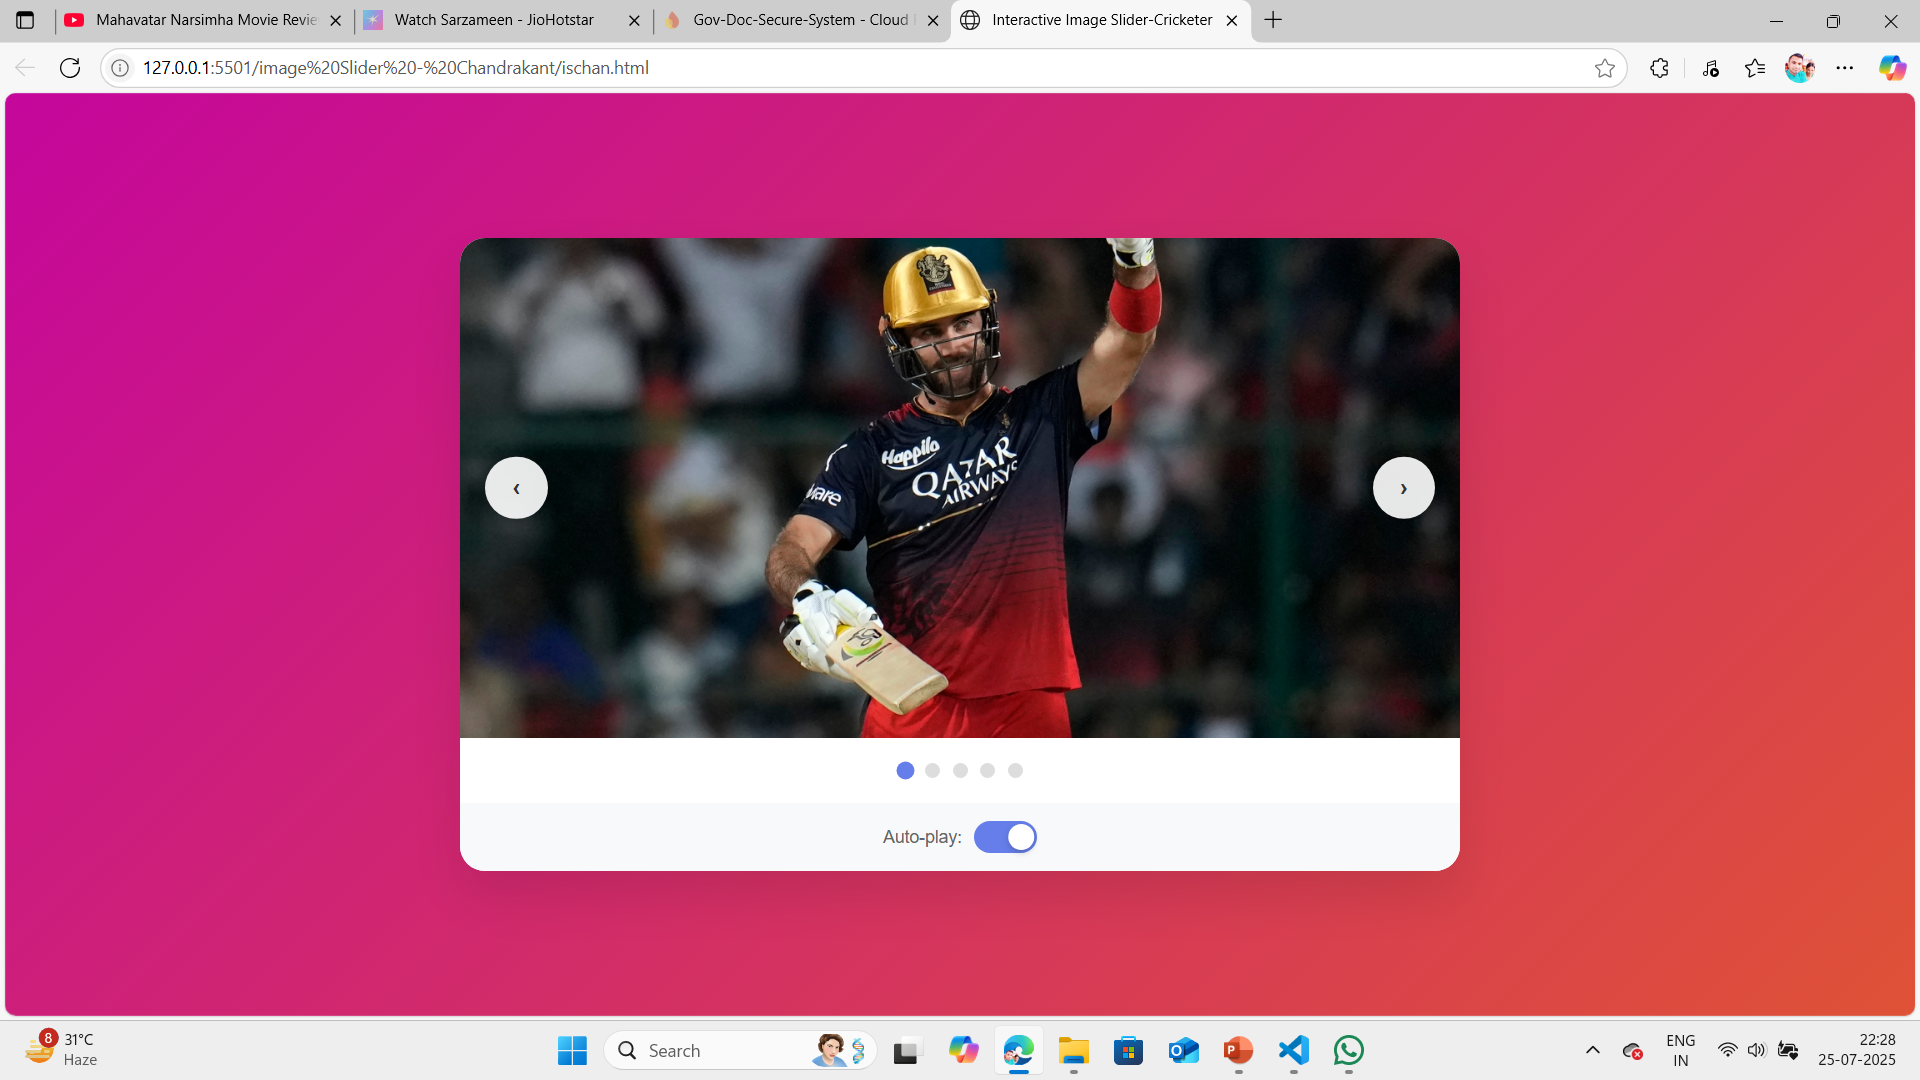 Mahavatar Narsimha Movie Revie
Watch Sarzameen - JioHotstar
Gov-Doc-Secure-System - Cloud
Interactive Image Slider-Cricketer
127.0.0.1:5501/image%20Slider%20-%20Chandrakant/ischan.html
Happilo
QATAR
AIRWAYS
‹
›
Auto-play:
8
31°C
Haze
Search
ENG
IN
22:28
25-07-2025